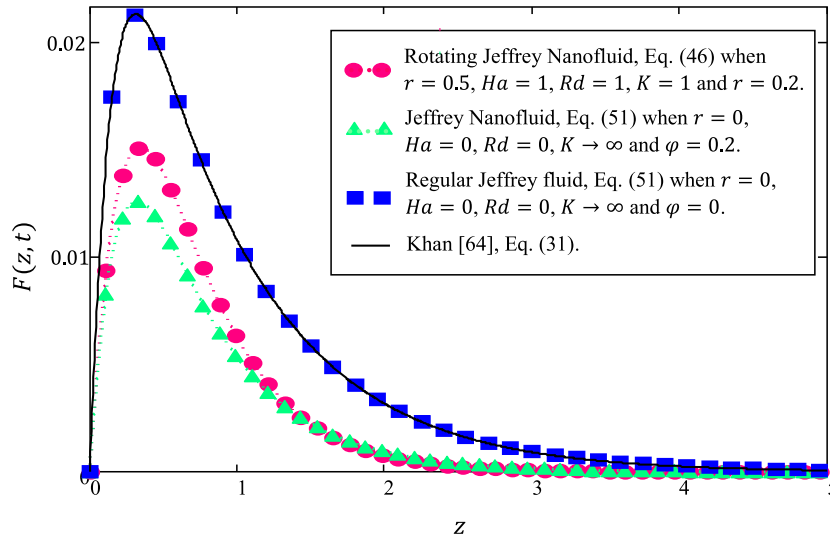 0.02
Rotating Jeffrey Nanofluid, Eq. (46) when
r = 0.5, Ha = 1, Rd = 1, K = 1 and r = 0.2.
Jeffrey Nanofluid, Eq. (51) when r = 0,
Ha = 0, Rd = 0, K → ∞ and φ = 0.2.
Regular Jeffrey fluid, Eq. (51) when r = 0,
Ha = 0, Rd = 0, K → ∞ and φ = 0.
Khan [64], Eq. (31).
F(z, t)
0.01
0 1 2 3 4 5
z